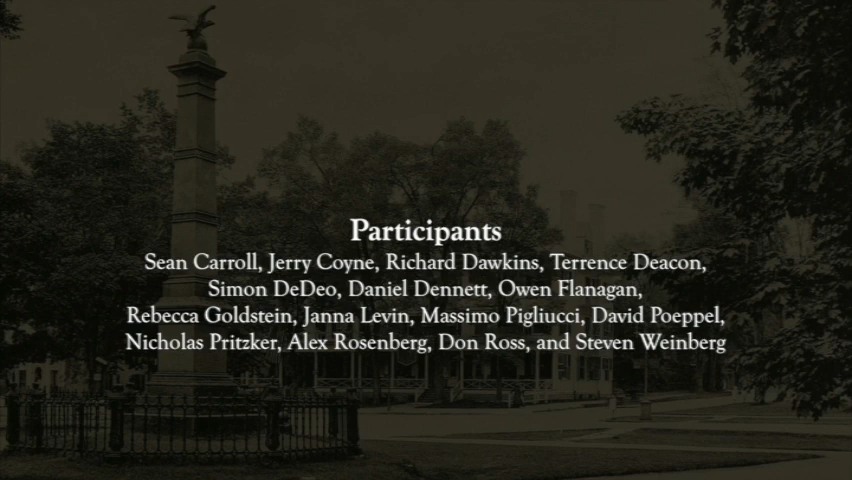 Participants
Sean Carroll, Jerry Coyne, Richard Dawkins, Terrence Deacon,
Simon DeDeo, Daniel Dennett, Owen Flanagan,
Rebecca Goldstein, Janna Levin, Massimo Pigliucci, David Poeppel,
Nicholas Pritzker, Alex Rosenberg, Don Ross, and Steven Weinberg